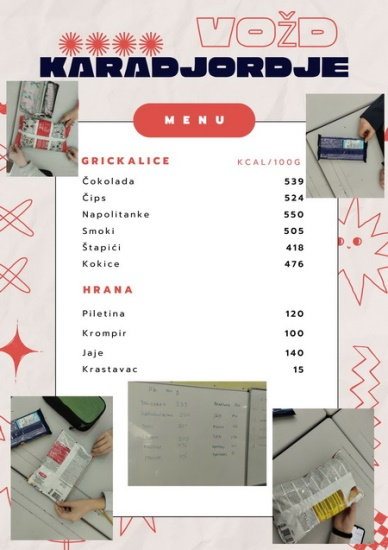 VOŽD
KARADJORDJE
MENU
GRICKALICE KCAL/100G
Čokolada 539
Čips 524
Napolitanke 550
Smoki 505
Štapići 418
Kokice 476
HRANA
Piletina 120
Krompir 100
Jaje 140
Krastavac 15